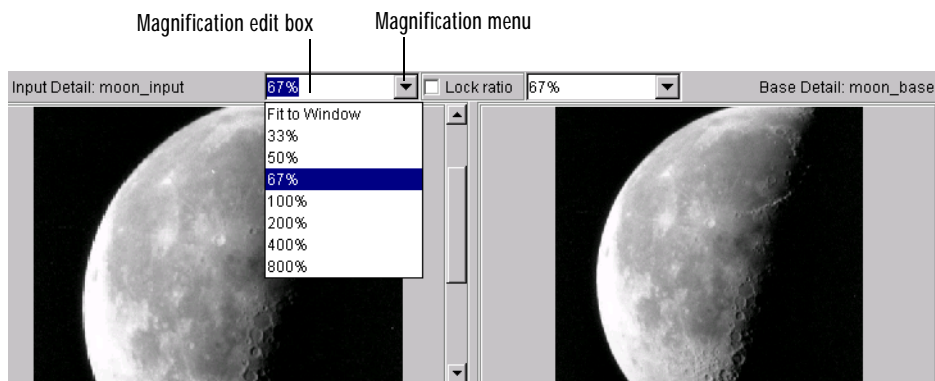 Magnification edit box Magnification menu
Input Detail: moon_input 67% Lock ratio 67% Base Detail: moon_base
Fit to Window
33%
50%
67%
100%
200%
400%
800%